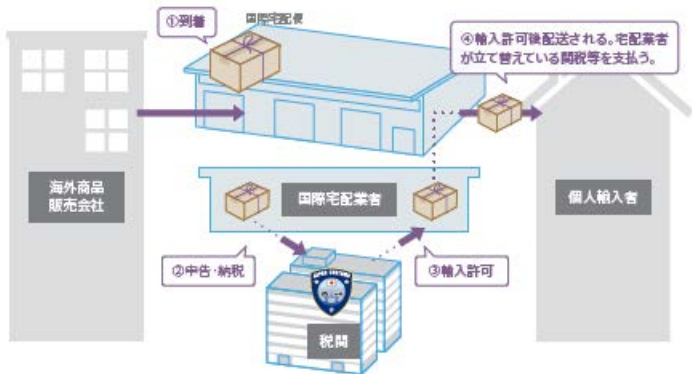 ①到着
国際宅配便
④輸入許可後配送される。宅配業者
が立て替えている関税等を支払う。
海外商品
販売会社
国際宅配業者
個人輸入者
②申告・納税
③輸入許可
税関